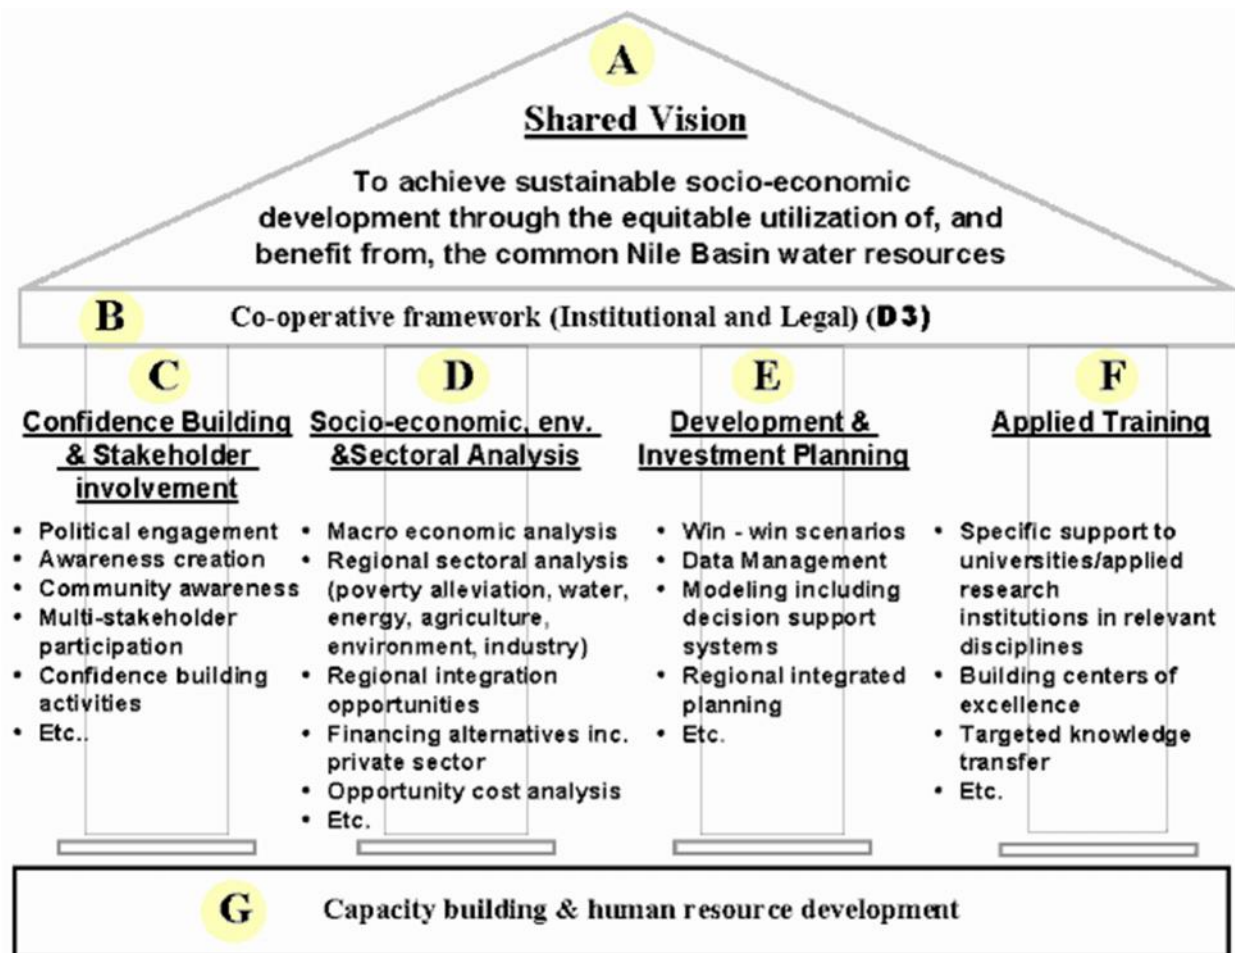 A
Shared Vision
To achieve sustainable socio-economic
development through the equitable utilization of, and
benefit from, the common Nile Basin water resources
B
Co-operative framework (Institutional and Legal) (D3)
C
Confidence Building
& Stakeholder
involvement
• Political engagement
• Awareness creation
• Community awareness
• Multi-stakeholder
participation
• Confidence building
activities
• Etc..
D
Socio-economic, env.
&Sectoral Analysis
• Macro economic analysis
• Regional sectoral analysis
(poverty alleviation, water,
energy, agriculture,
environment, industry)
• Regional integration
opportunities
• Financing alternatives inc.
private sector
• Opportunity cost analysis
• Etc.
E
Development &
Investment Planning
• Win - win scenarios
• Data Management
• Modeling including
decision support
systems
• Regional integrated
planning
• Etc.
F
Applied Training
• Specific support to
universities/applied
research
institutions in relevant
disciplines
• Building centers of
excellence
• Targeted knowledge
transfer
• Etc.
G
Capacity building & human resource development